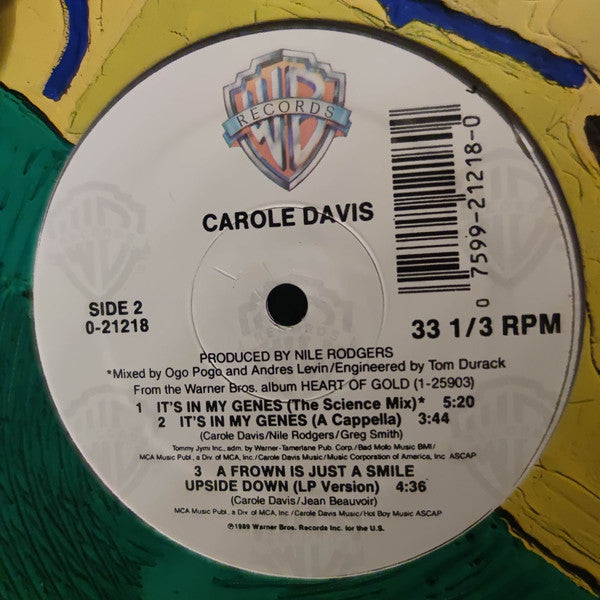 WB
RECORDS
CAROLE DAVIS
0 7599-21218-0
SIDE 2
0-21218
33 1/3 RPM
PRODUCED BY NILE RODGERS
*Mixed by Ogo Pogo and Andres Levin/Engineered by Tom Durack
From the Warner Bros. album HEART OF GOLD (1-25903)
1 IT'S IN MY GENES (The Science Mix)* 5:20
2 IT'S IN MY GENES (A Cappella) 3:44
(Carole Davis/Nile Rodgers/Greg Smith)
Tommy Jymi Inc., adm. by Warner-Tamerlane Pub. Corp./Bad Mofo Music BMI/
MCA Music Publ., a Div. of MCA, Inc./Carole Davis Music/Music Corporation of America, Inc. ASCAP
3 A FROWN IS JUST A SMILE
UPSIDE DOWN (LP Version) 4:36
(Carole Davis/Jean Beauvoir)
MCA Music Publ., a Div of MCA, Inc./Carole Davis Music/Hot Boy Music ASCAP
℗1989 Warner Bros. Records Inc. for the U.S.